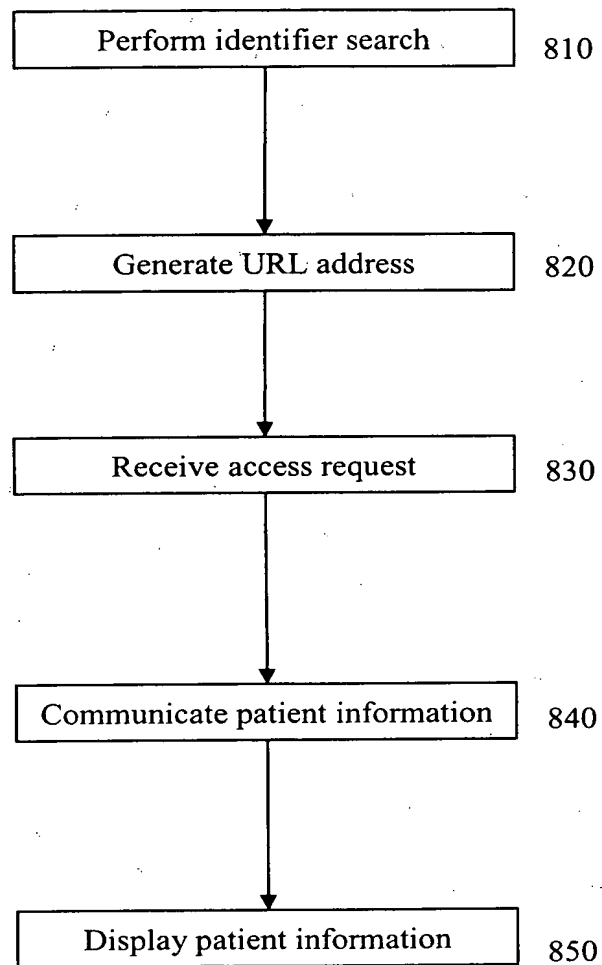 Perform identifier search 810
Generate URL address 820
Receive access request 830
Communicate patient information 840
Display patient information 850